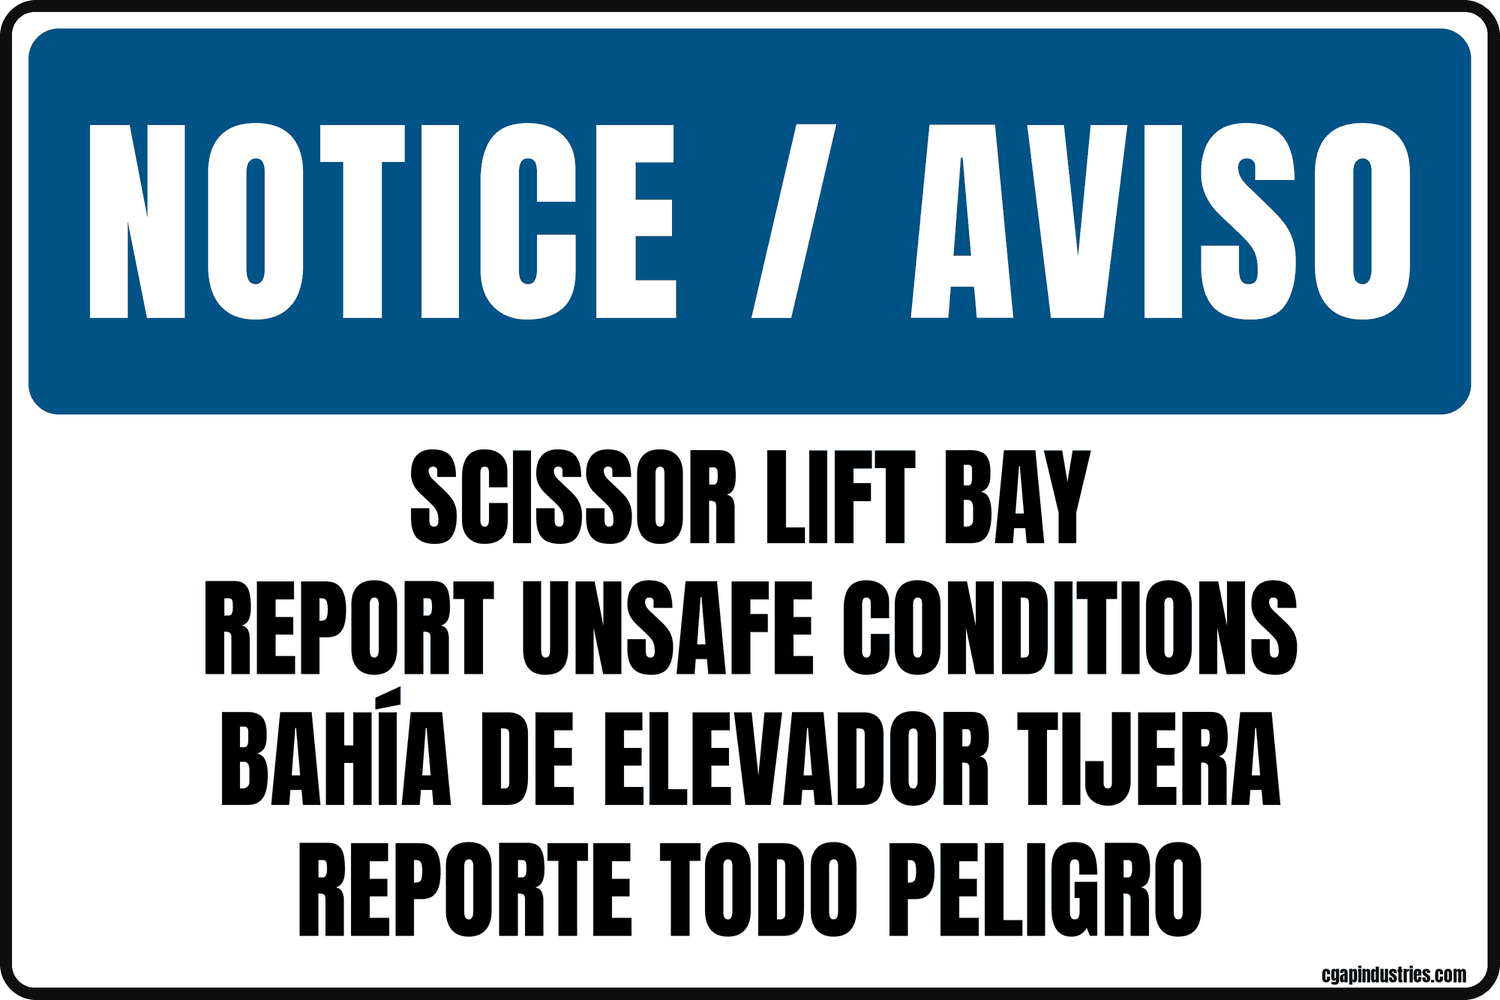 NOTICE / AVISO
SCISSOR LIFT BAY
REPORT UNSAFE CONDITIONS
BAHÍA DE ELEVADOR TIJERA
REPORTE TODO PELIGRO
cgapindustries.com